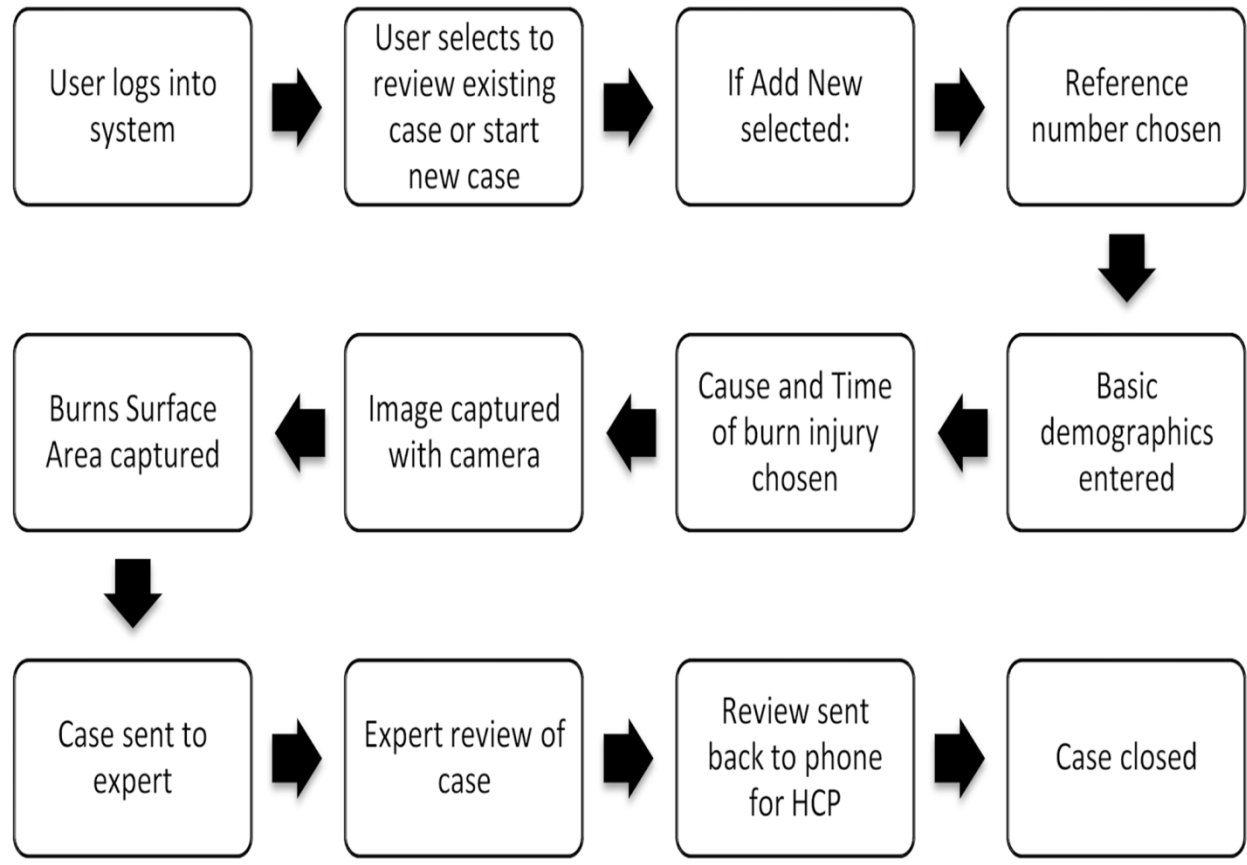 User logs into
system
User selects to
review existing
case or start
new case
If Add New
selected:
Reference
number chosen
Basic
demographics
entered
Cause and Time
of burn injury
chosen
Image captured
with camera
Burns Surface
Area captured
Case sent to
expert
Expert review of
case
Review sent
back to phone
for HCP
Case closed